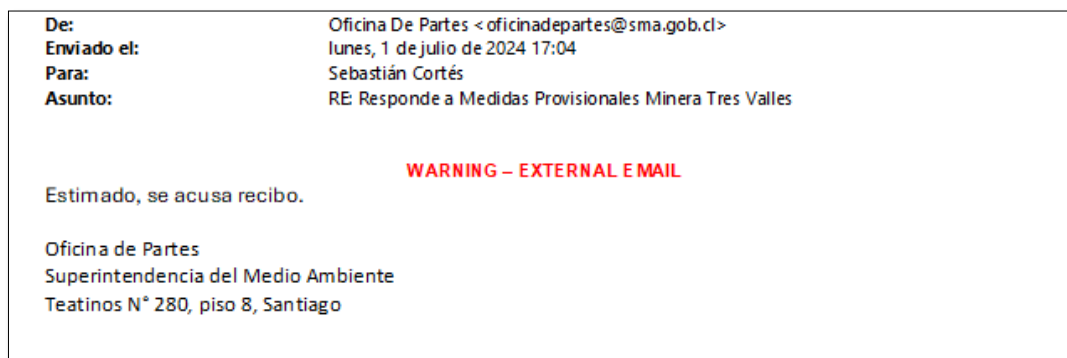 De: Oficina De Partes <oficinadepartes@sma.gob.cl>
Enviado el: lunes, 1 de julio de 2024 17:04
Para: Sebastián Cortés
Asunto: RE: Responde a Medidas Provisionales Minera Tres Valles
WARNING – EXTERNAL EMAIL
Estimado, se acusa recibo.
Oficina de Partes
Superintendencia del Medio Ambiente
Teatinos N° 280, piso 8, Santiago